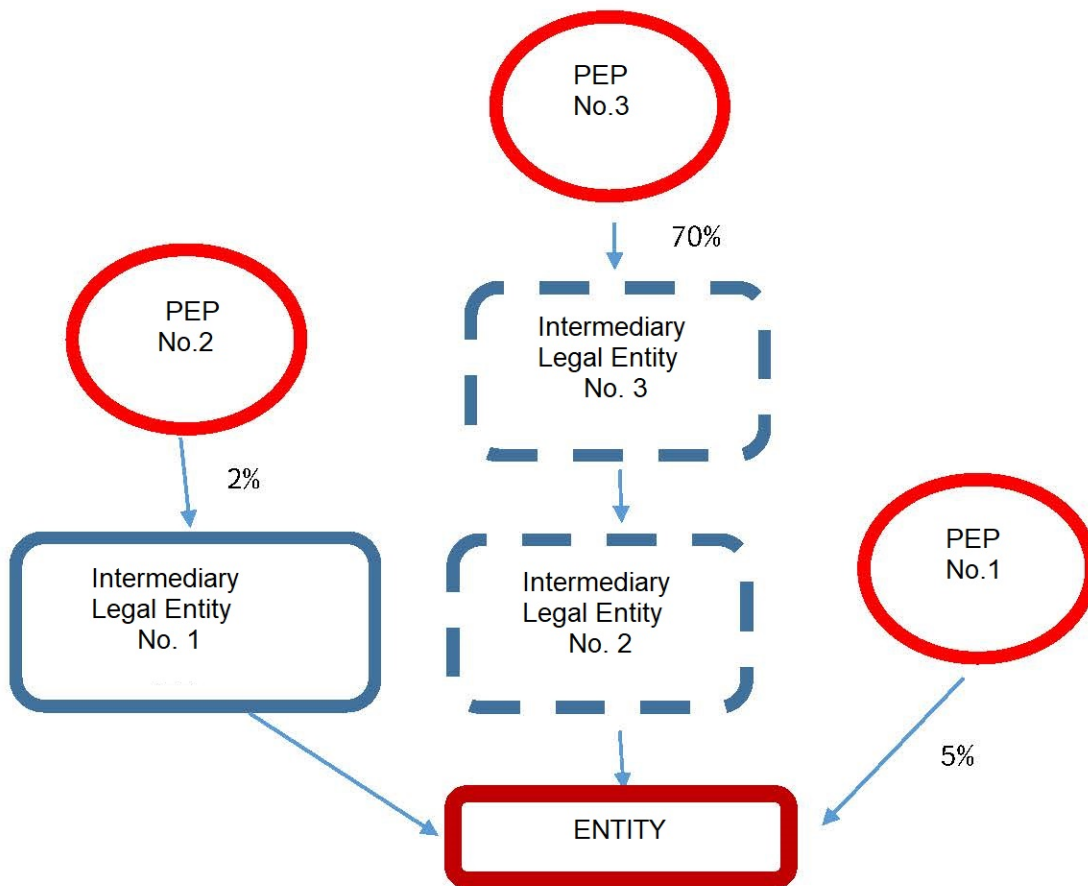 PEP
No.3
70%
PEP
No.2
Intermediary
Legal Entity
No. 3
2%
PEP
No.1
Intermediary
Legal Entity
No. 1
Intermediary
Legal Entity
No. 2
5%
ENTITY